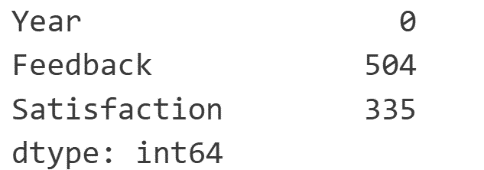 Year 0
Feedback 504
Satisfaction 335
dtype: int64